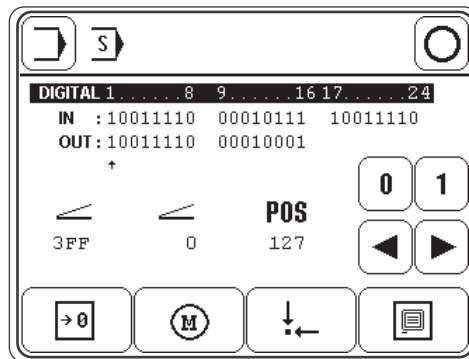 S
DIGITAL 1......8 9......16 17......24
IN :10011110 00010111 10011110
OUT:10011110 00010001
0 1
POS
3FF 0 127
→0 M